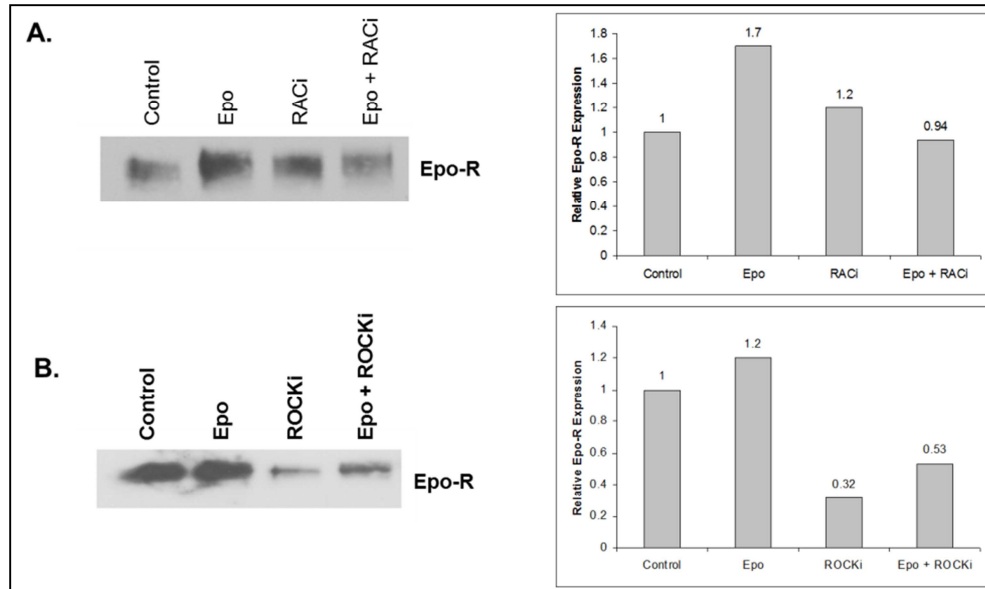 A.
Control
Epo
RACi
Epo + RACi
Epo-R
Relative Epo-R Expression
1.8
1.6
1.4
1.2
1
0.8
0.6
0.4
0.2
0
1
1.7
1.2
0.94
Control Epo RACi Epo + RACi
B.
Control
Epo
ROCKi
Epo + ROCKi
Epo-R
Relative Epo-R Expression
1.4
1.2
1
0.8
0.6
0.4
0.2
0
1
1.2
0.32
0.53
Control Epo ROCKi Epo + ROCKi